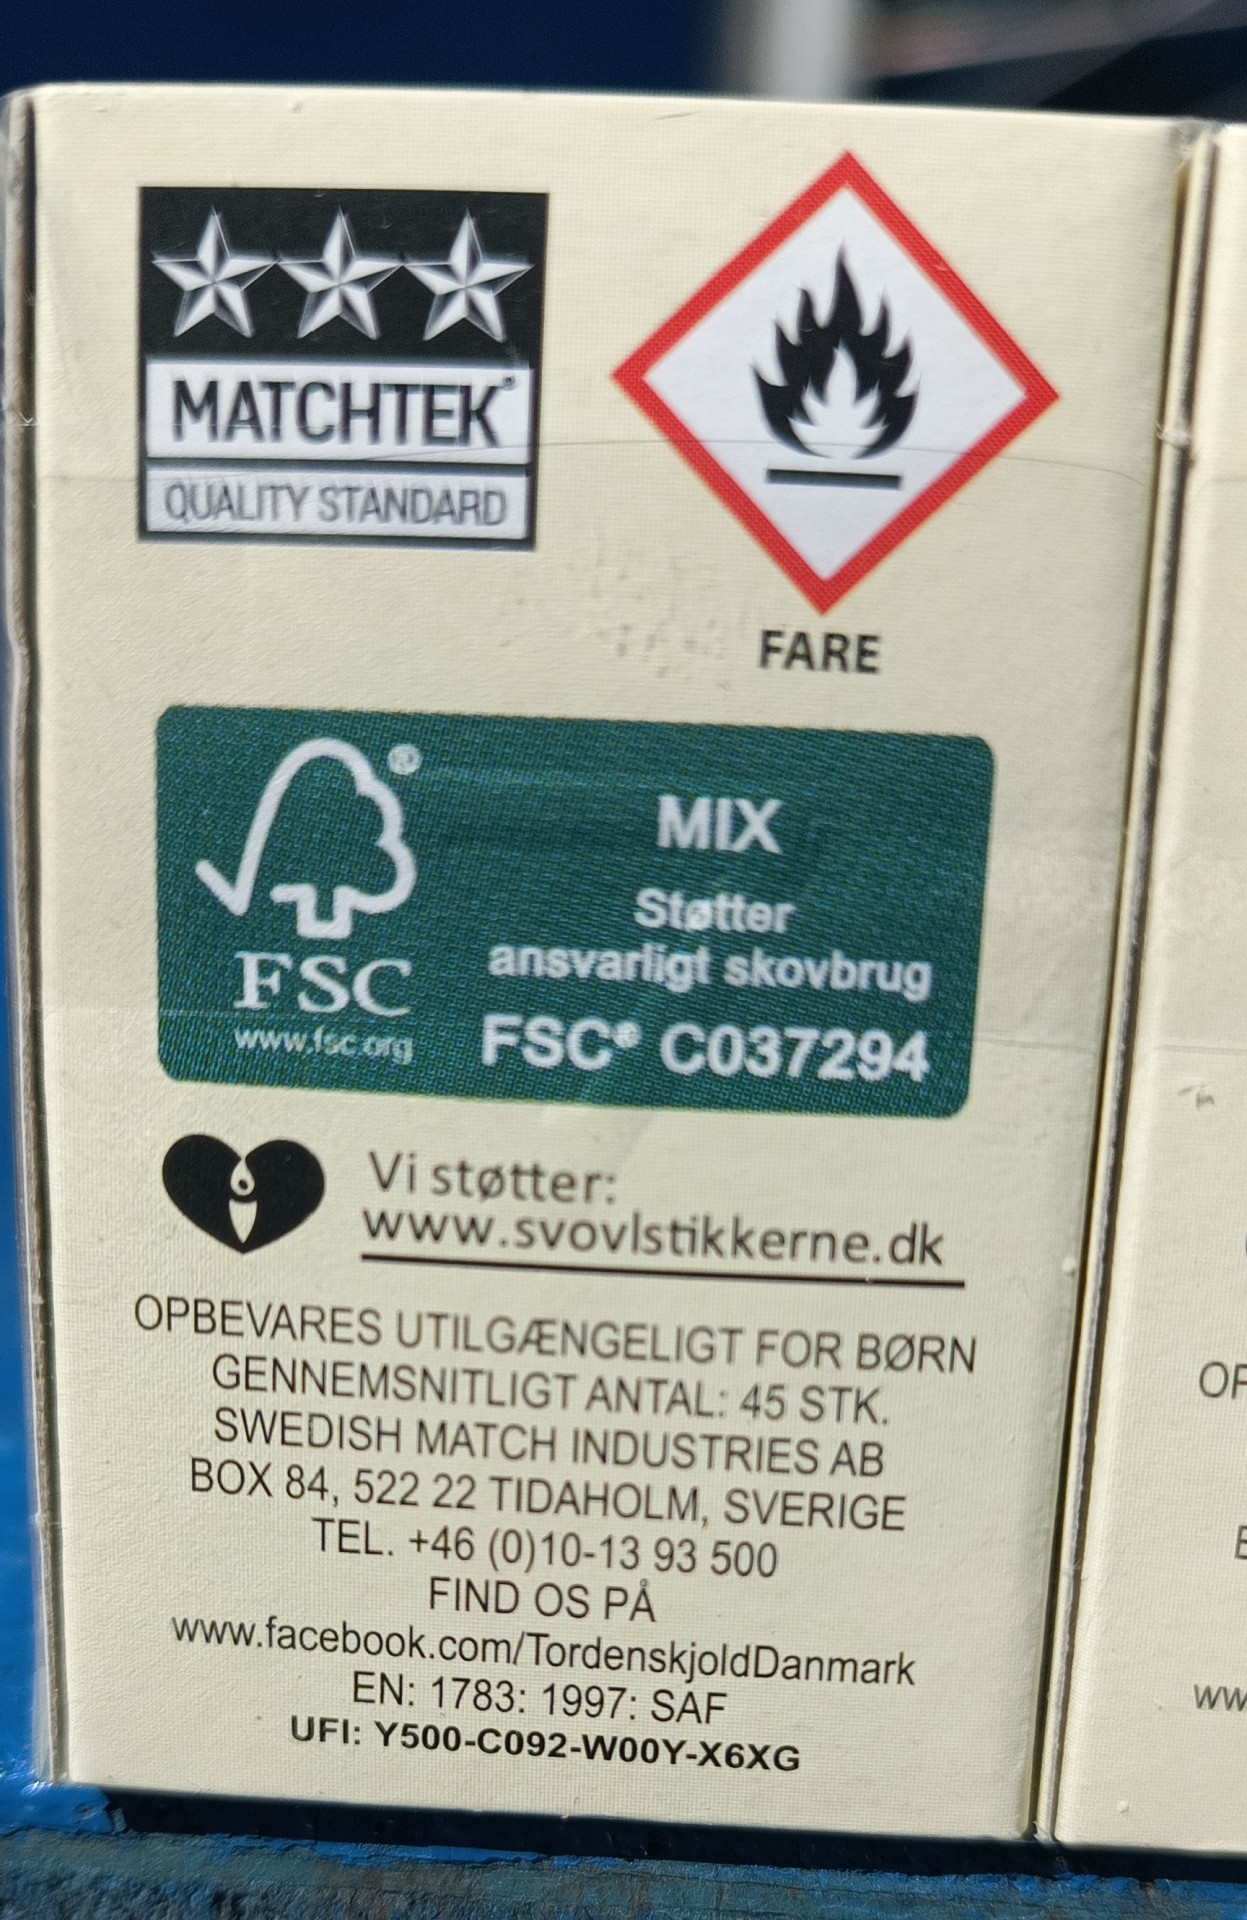 MATCHTEK®
QUALITY STANDARD
FARE
®
FSC
www.fsc.org
MIX
Støtter
ansvarligt skovbrug
FSC® C037294
Vi støtter:
www.svovlstikkerne.dk
OPBEVARES UTILGÆNGELIGT FOR BØRN
GENNEMSNITLIGT ANTAL: 45 STK.
SWEDISH MATCH INDUSTRIES AB
BOX 84, 522 22 TIDAHOLM, SVERIGE
TEL. +46 (0)10-13 93 500
FIND OS PÅ
www.facebook.com/TordenskjoldDanmark
EN: 1783: 1997: SAF
UFI: Y500-C092-W00Y-X6XG